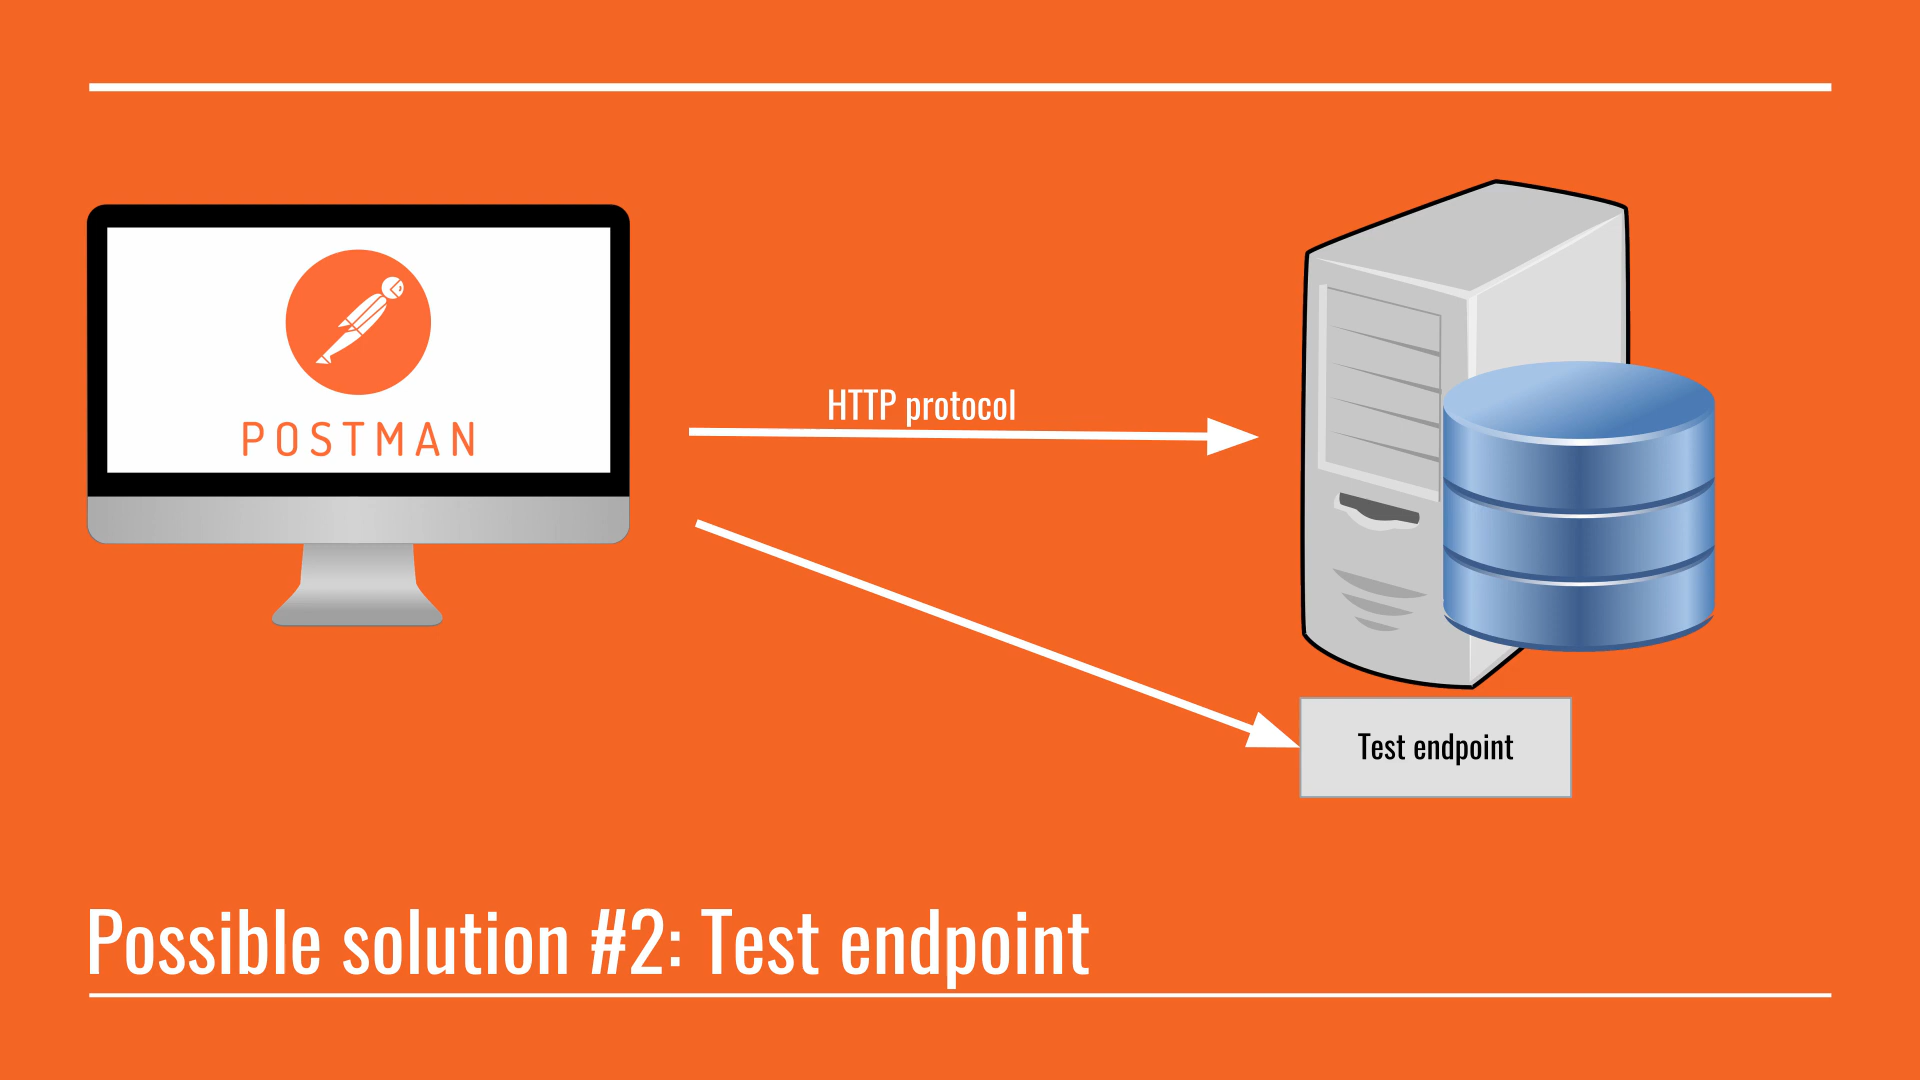 POSTMAN
HTTP protocol
Test endpoint
Possible solution #2: Test endpoint